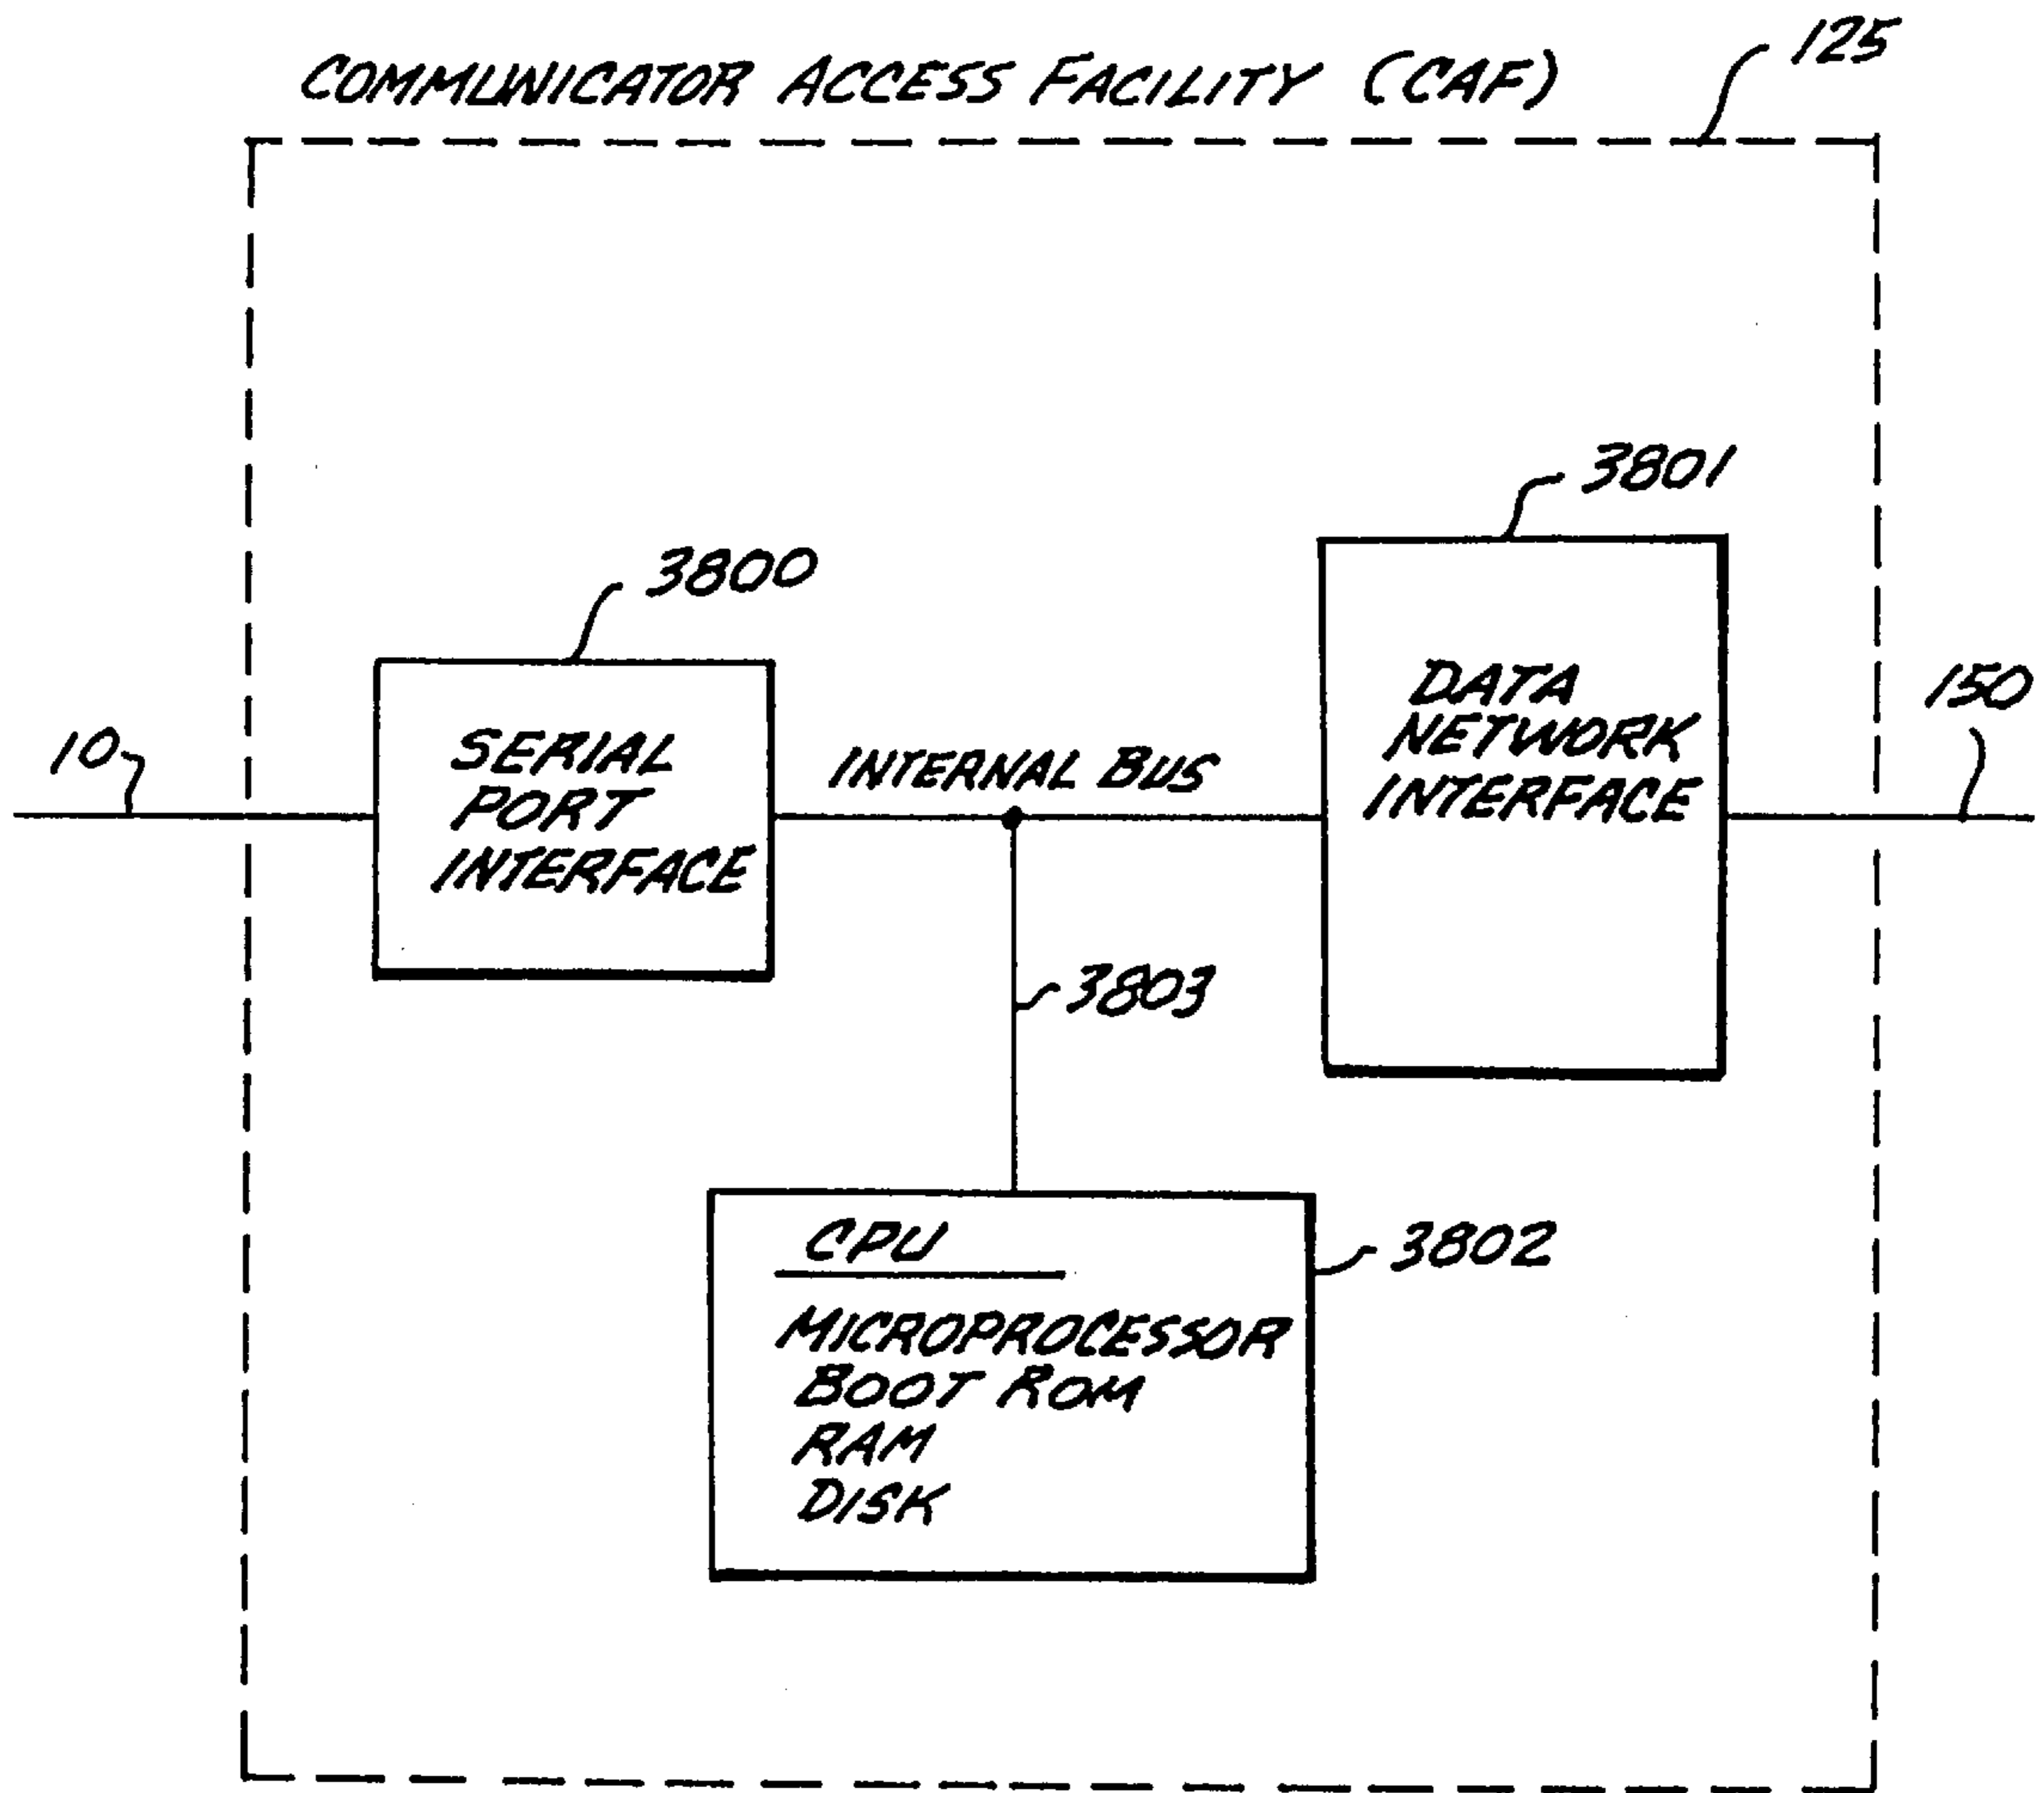 COMMUNICATOR ACCESS FACILITY (CAF)
125
3801
3800
DATA
NETWORK
INTERFACE
150
10
SERIAL
PORT
INTERFACE
INTERNAL BUS
3803
CPU
3802
MICROPROCESSOR
BOOT ROM
RAM
DISK